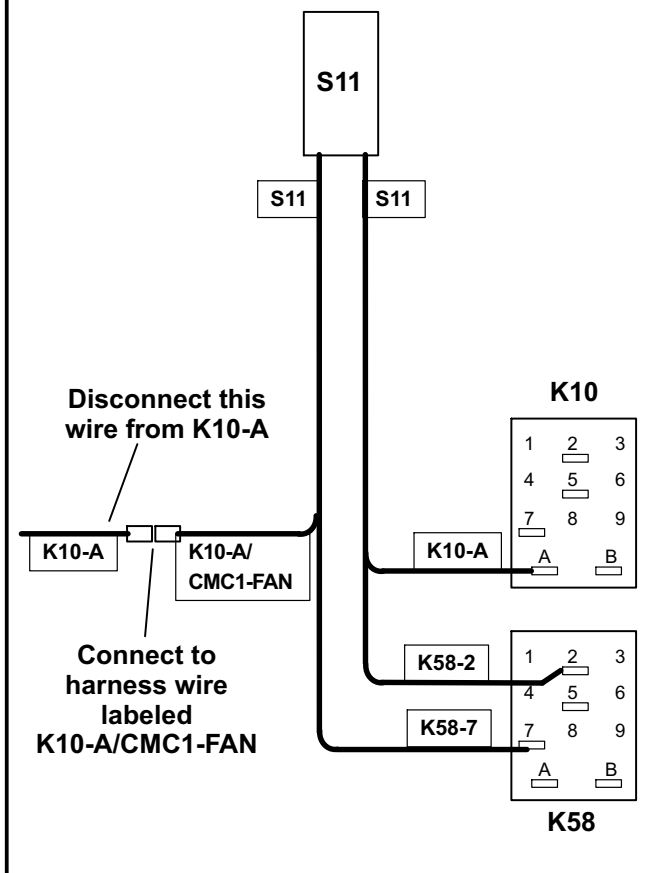 S11
S11 S11
Disconnect this
wire from K10-A
K10-A
K10-A/
CMC1-FAN
Connect to
harness wire
labeled
K10-A/CMC1-FAN
K10
1 2 3
4 5 6
7 8 9
A B
K10-A
K58-2
K58-7
1 2 3
4 5 6
7 8 9
A B
K58